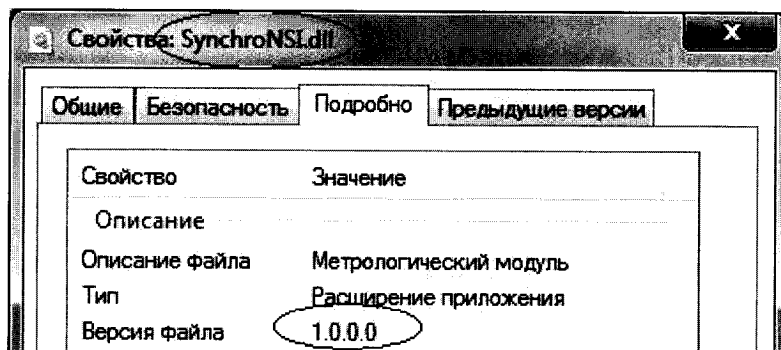 Свойства: SynchroNSI.dll
x
Общие Безопасность Подробно Предыдущие версии
Свойство Значение
Описание
Описание файла Метрологический модуль
Тип Расширение приложения
Версия файла 1.0.0.0